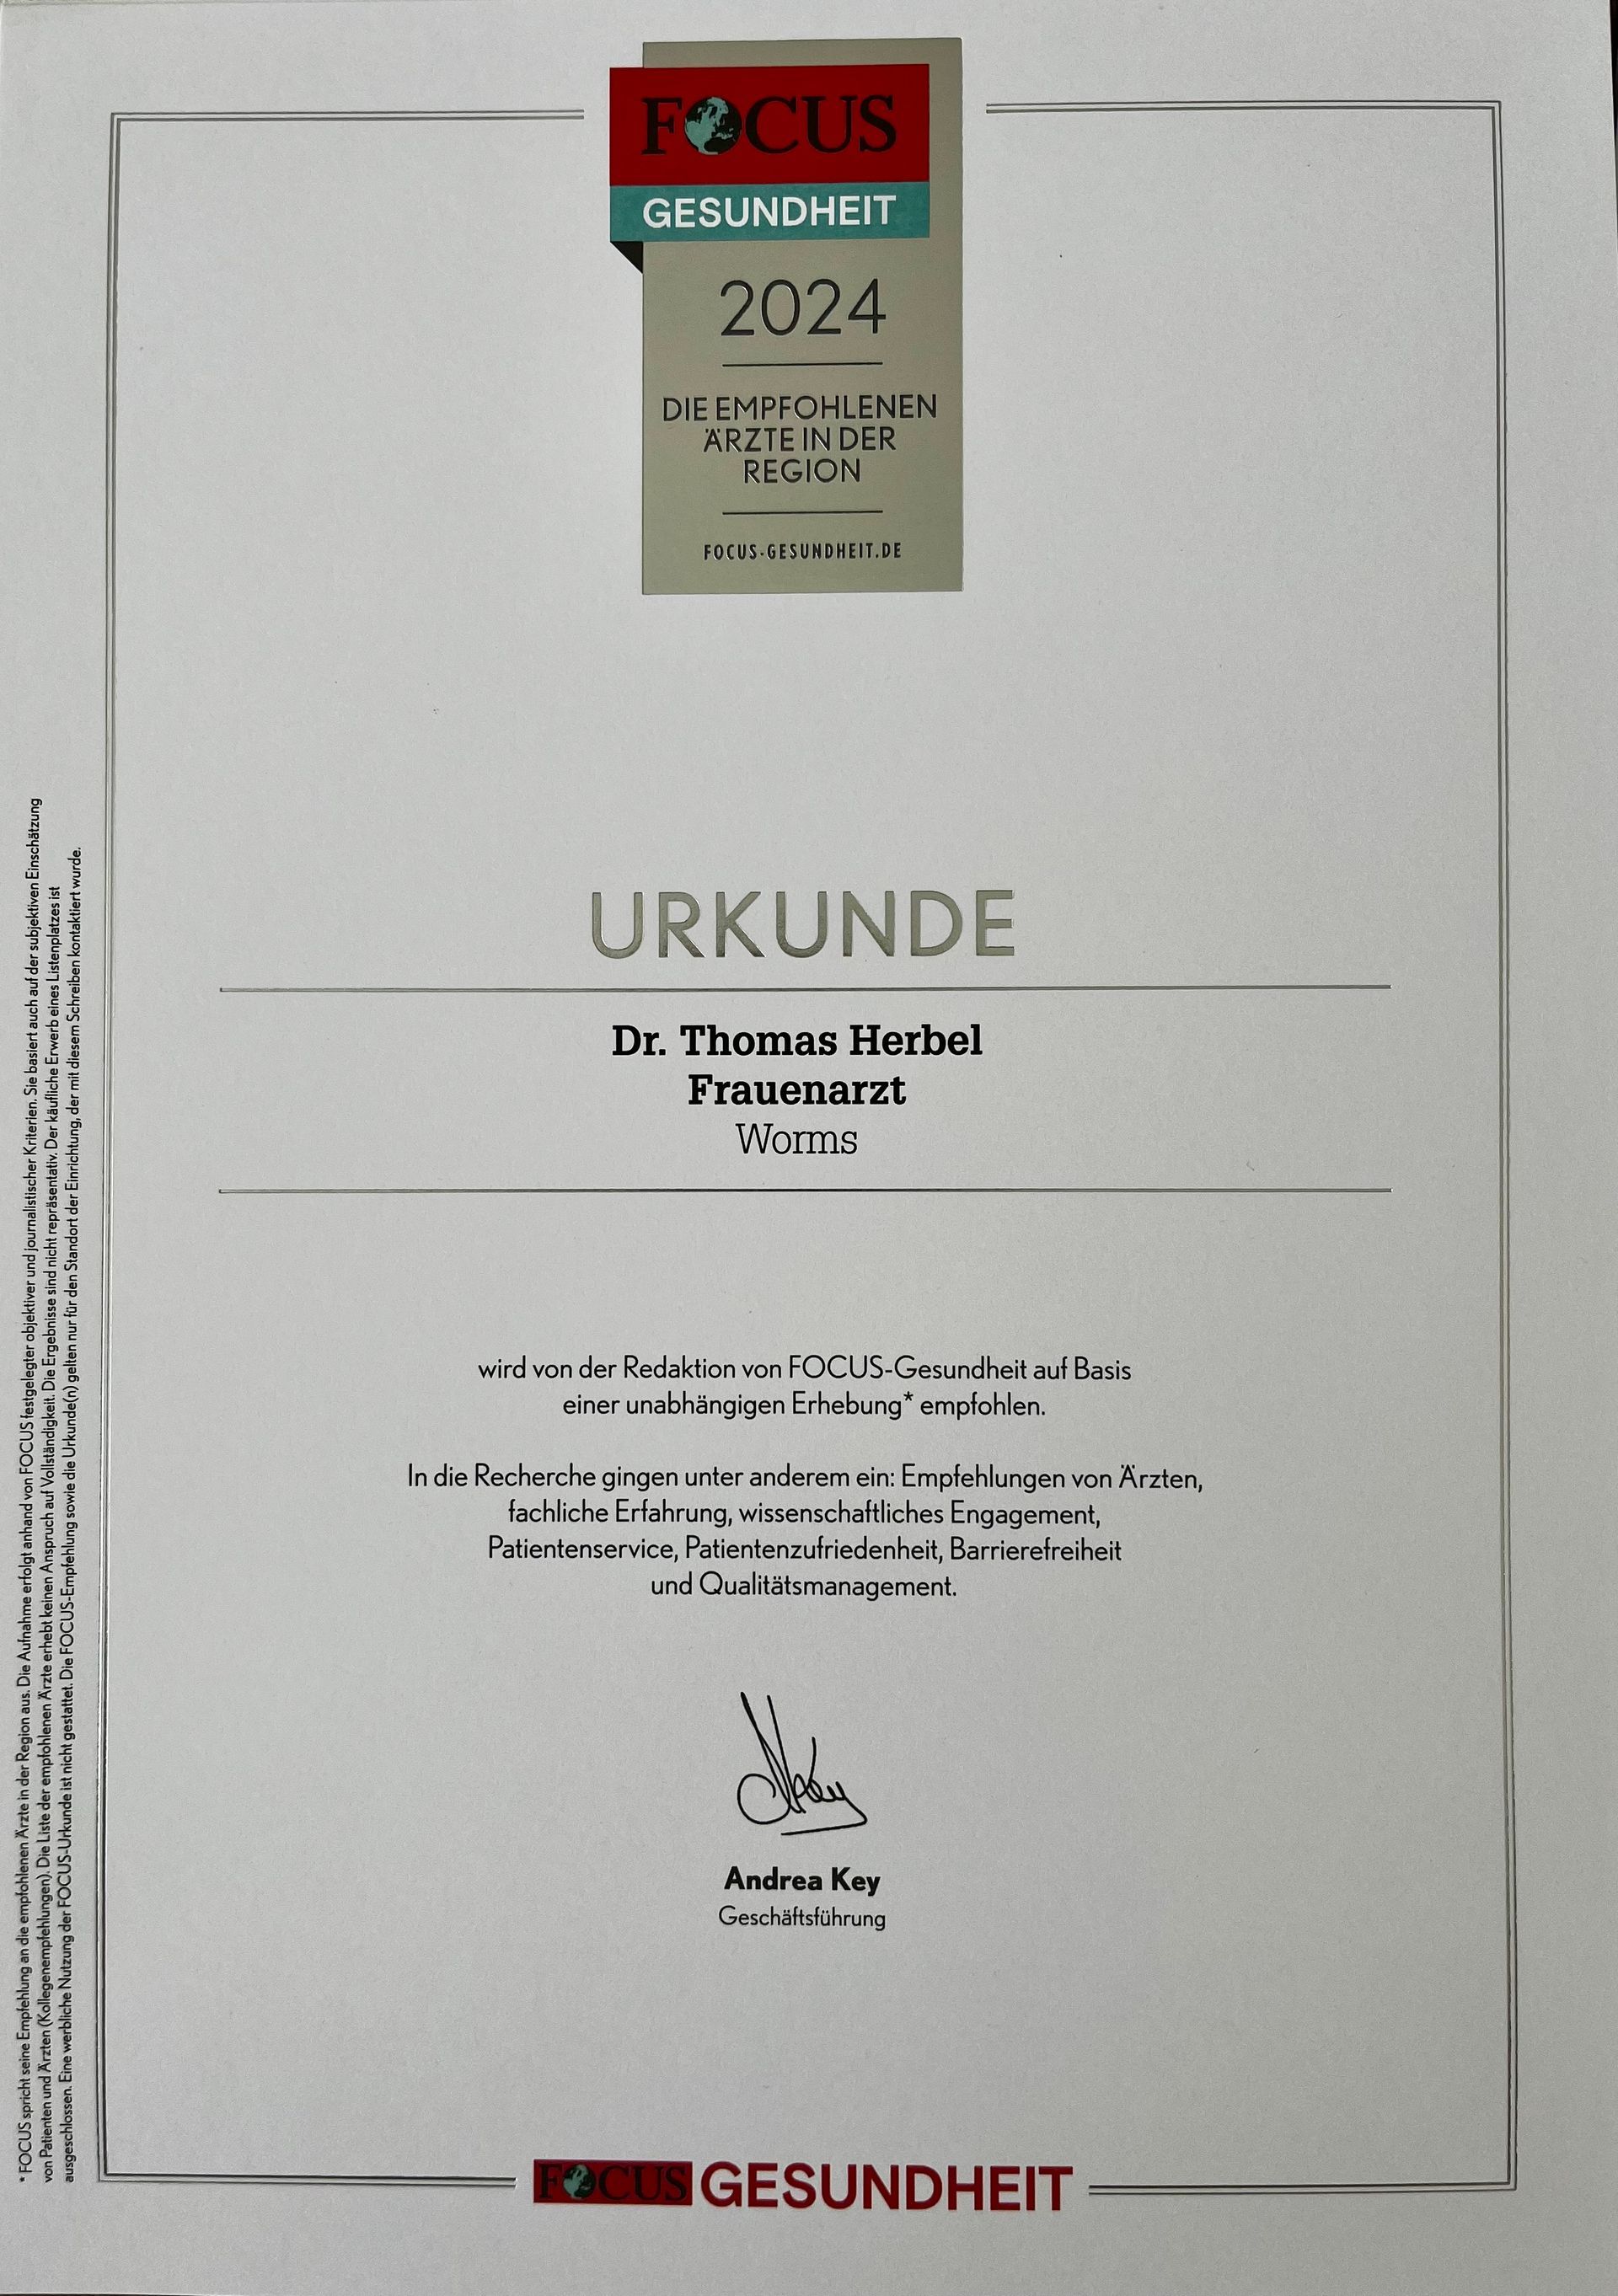 FOCUS
GESUNDHEIT
2024
DIE EMPFOHLENEN
ÄRZTE IN DER
REGION
FOCUS-GESUNDHEIT.DE
URKUNDE
Dr. Thomas Herbel
Frauenarzt
Worms
wird von der Redaktion von FOCUS-Gesundheit auf Basis
einer unabhängigen Erhebung* empfohlen.
In die Recherche gingen unter anderem ein: Empfehlungen von Ärzten,
fachliche Erfahrung, wissenschaftliches Engagement,
Patientenservice, Patientenzufriedenheit, Barrierefreiheit
und Qualitätsmanagement.
AKey
Andrea Key
Geschäftsführung
FOCUS GESUNDHEIT
* FOCUS spricht seine Empfehlung an die empfohlenen Ärzte in der Region aus. Die Aufnahme erfolgt anhand von FOCUS festgelegter objektiver und journalistischer Kriterien. Sie basiert auch auf der subjektiven Einschätzung
von Patienten und Ärzten (Kollegenempfehlungen). Die Liste der empfohlenen Ärzte erhebt keinen Anspruch auf Vollständigkeit. Die Ergebnisse sind nicht repräsentativ. Der käufliche Erwerb eines Listenplatzes ist
ausgeschlossen. Eine werbliche Nutzung der FOCUS-Urkunde ist nicht gestattet. Die FOCUS-Empfehlung sowie die Urkunde(n) gelten nur für den Standort der Einrichtung, der mit diesem Schreiben kontaktiert wurde.